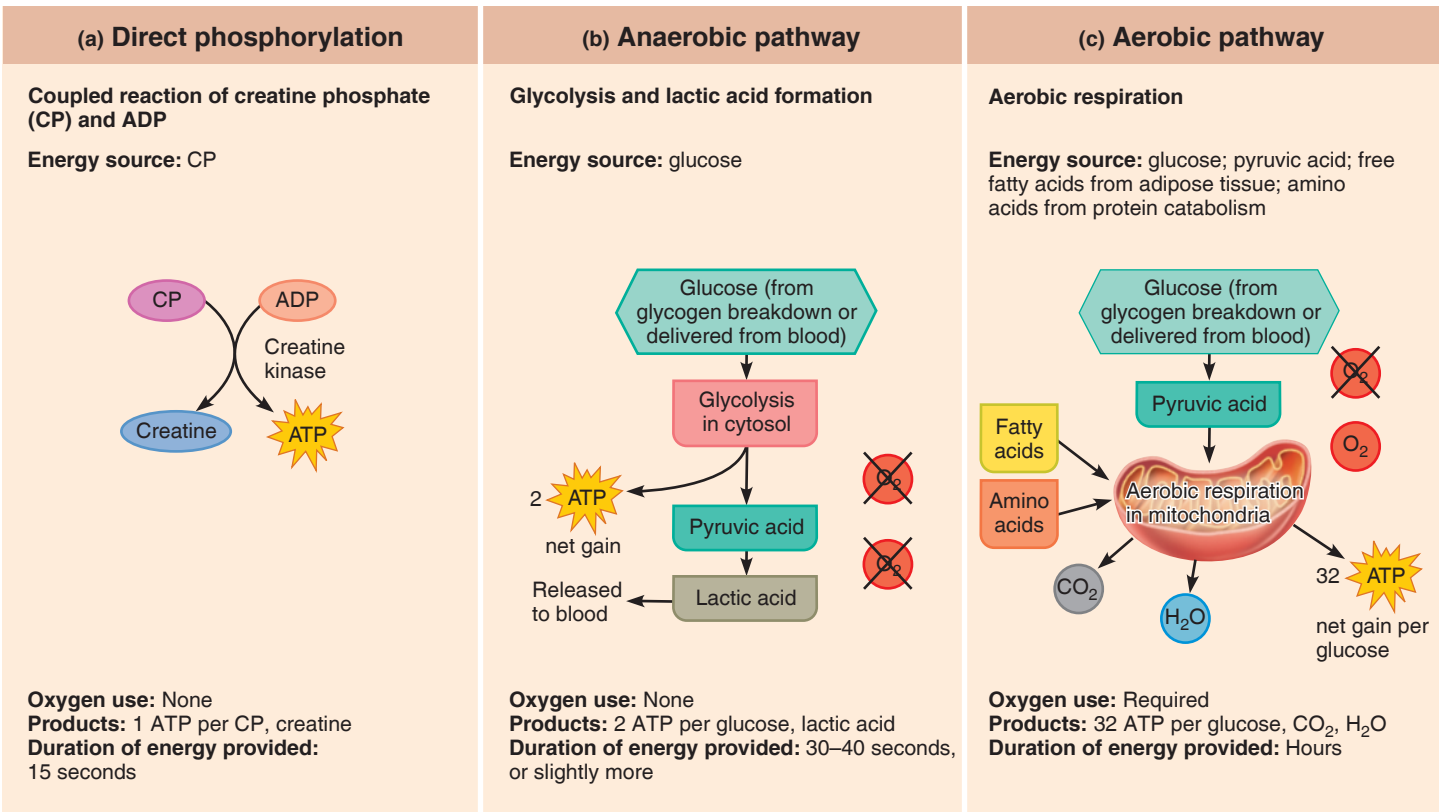 (a) Direct phosphorylation
Coupled reaction of creatine phosphate
(CP) and ADP
Energy source: CP
CP
ADP
Creatine
kinase
Creatine
ATP
Oxygen use: None
Products: 1 ATP per CP, creatine
Duration of energy provided:
15 seconds
(b) Anaerobic pathway
Glycolysis and lactic acid formation
Energy source: glucose
Glucose (from
glycogen breakdown or
delivered from blood)
Glycolysis
in cytosol
2 ATP
net gain
O₂
Pyruvic acid
O₂
Released
to blood
Lactic acid
Oxygen use: None
Products: 2 ATP per glucose, lactic acid
Duration of energy provided: 30–40 seconds,
or slightly more
(c) Aerobic pathway
Aerobic respiration
Energy source: glucose; pyruvic acid; free
fatty acids from adipose tissue; amino
acids from protein catabolism
Glucose (from
glycogen breakdown or
delivered from blood)
O₂
Pyruvic acid
O₂
Fatty
acids
Amino
acids
Aerobic respiration
in mitochondria
CO₂
H₂O
32 ATP
net gain per
glucose
Oxygen use: Required
Products: 32 ATP per glucose, CO₂, H₂O
Duration of energy provided: Hours